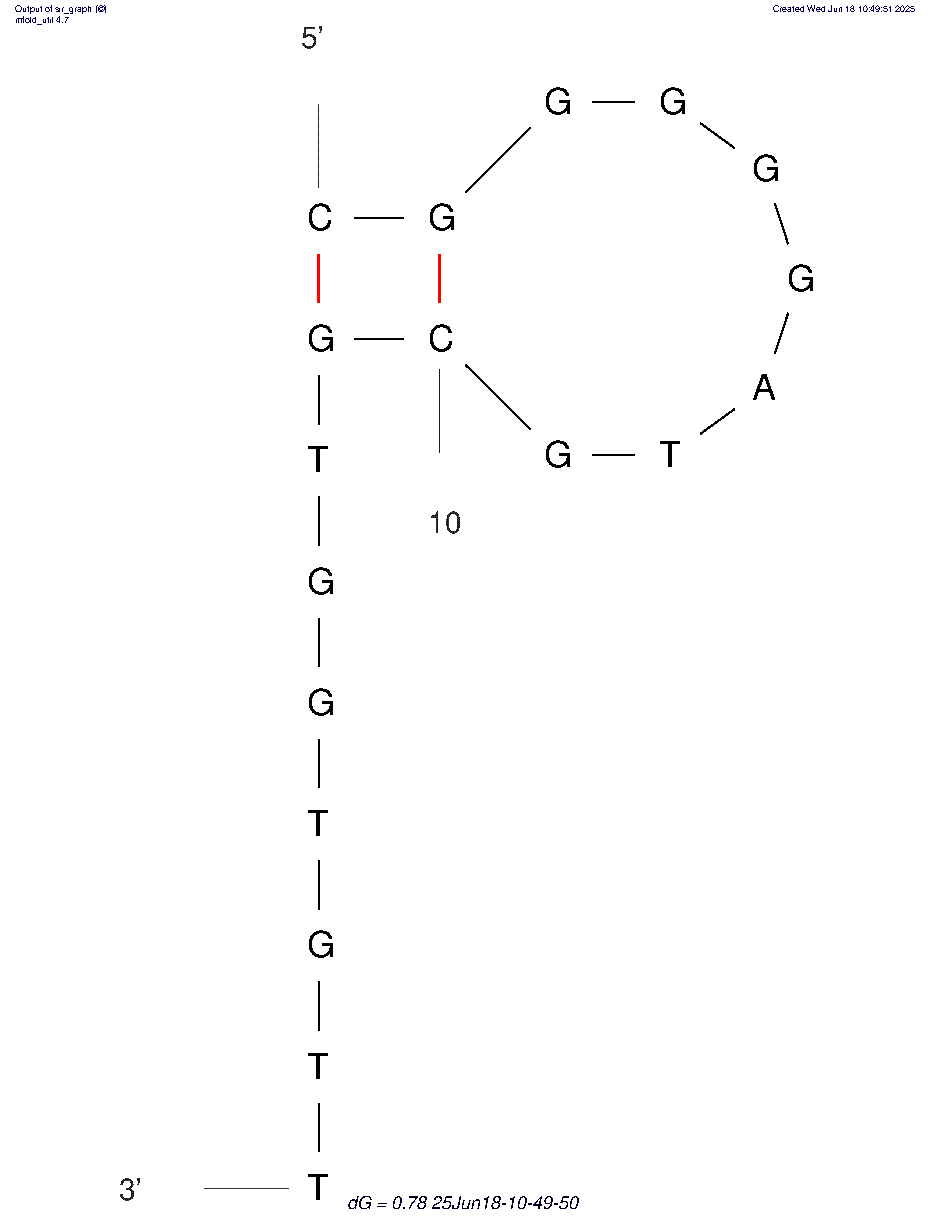 Output of sir_graph (©)
mfold_util 4.7
Created Wed Jun 18 10:49:51 2025
5'
G G
G
C G
G
G C
A
G T
T
10
G
G
T
G
T
3' T
dG = 0.78 25Jun18-10-49-50